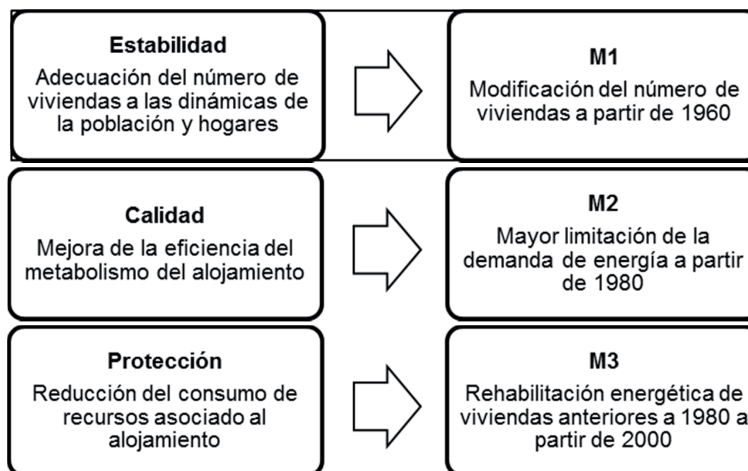 Estabilidad
Adecuación del número de
viviendas a las dinámicas de
la población y hogares
M1
Modificación del número de
viviendas a partir de 1960
Calidad
Mejora de la eficiencia del
metabolismo del alojamiento
M2
Mayor limitación de la
demanda de energía a partir
de 1980
Protección
Reducción del consumo de
recursos asociado al
alojamiento
M3
Rehabilitación energética de
viviendas anteriores a 1980 a
partir de 2000